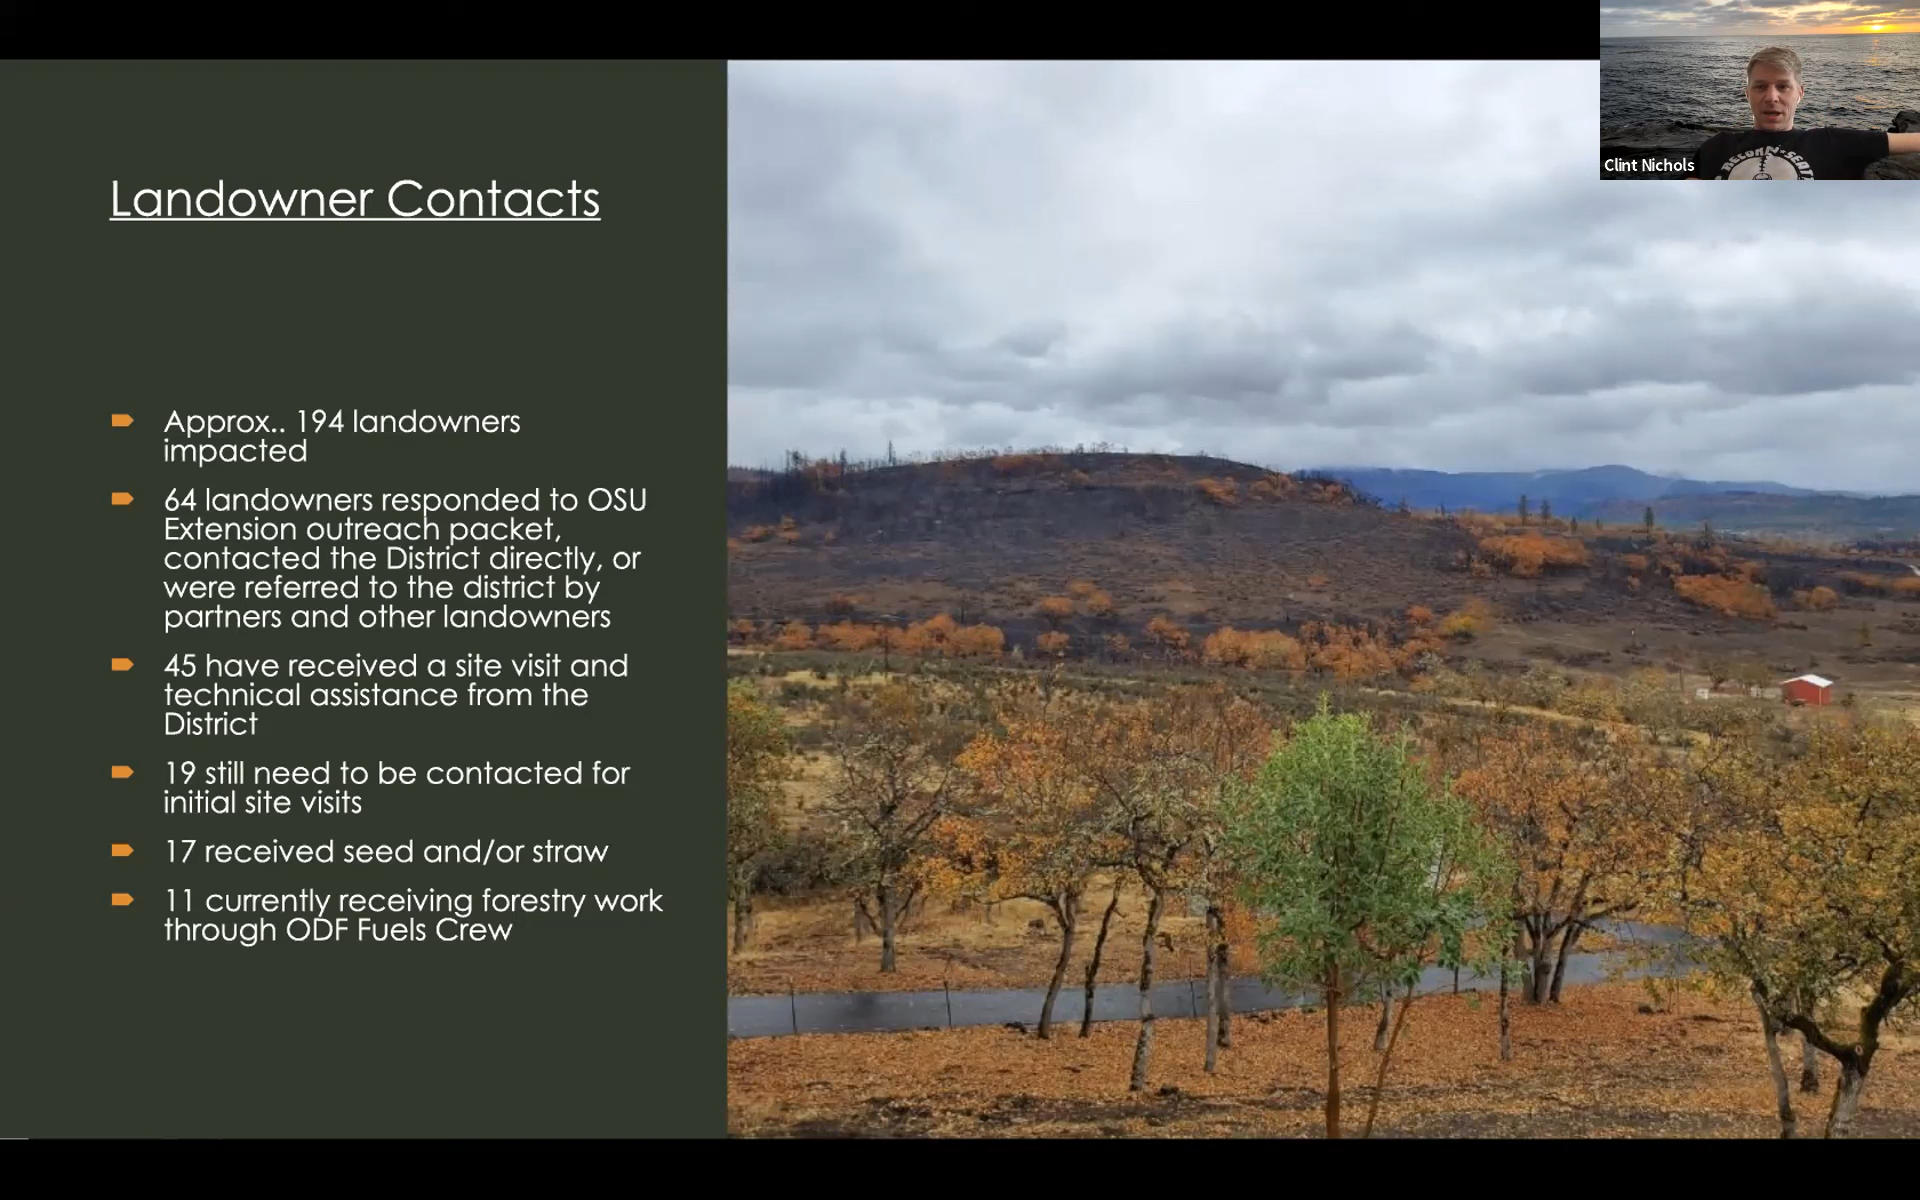 Clint Nichols
Landowner Contacts
Approx.. 194 landowners
impacted
64 landowners responded to OSU
Extension outreach packet,
contacted the District directly, or
were referred to the district by
partners and other landowners
45 have received a site visit and
technical assistance from the
District
19 still need to be contacted for
initial site visits
17 received seed and/or straw
11 currently receiving forestry work
through ODF Fuels Crew